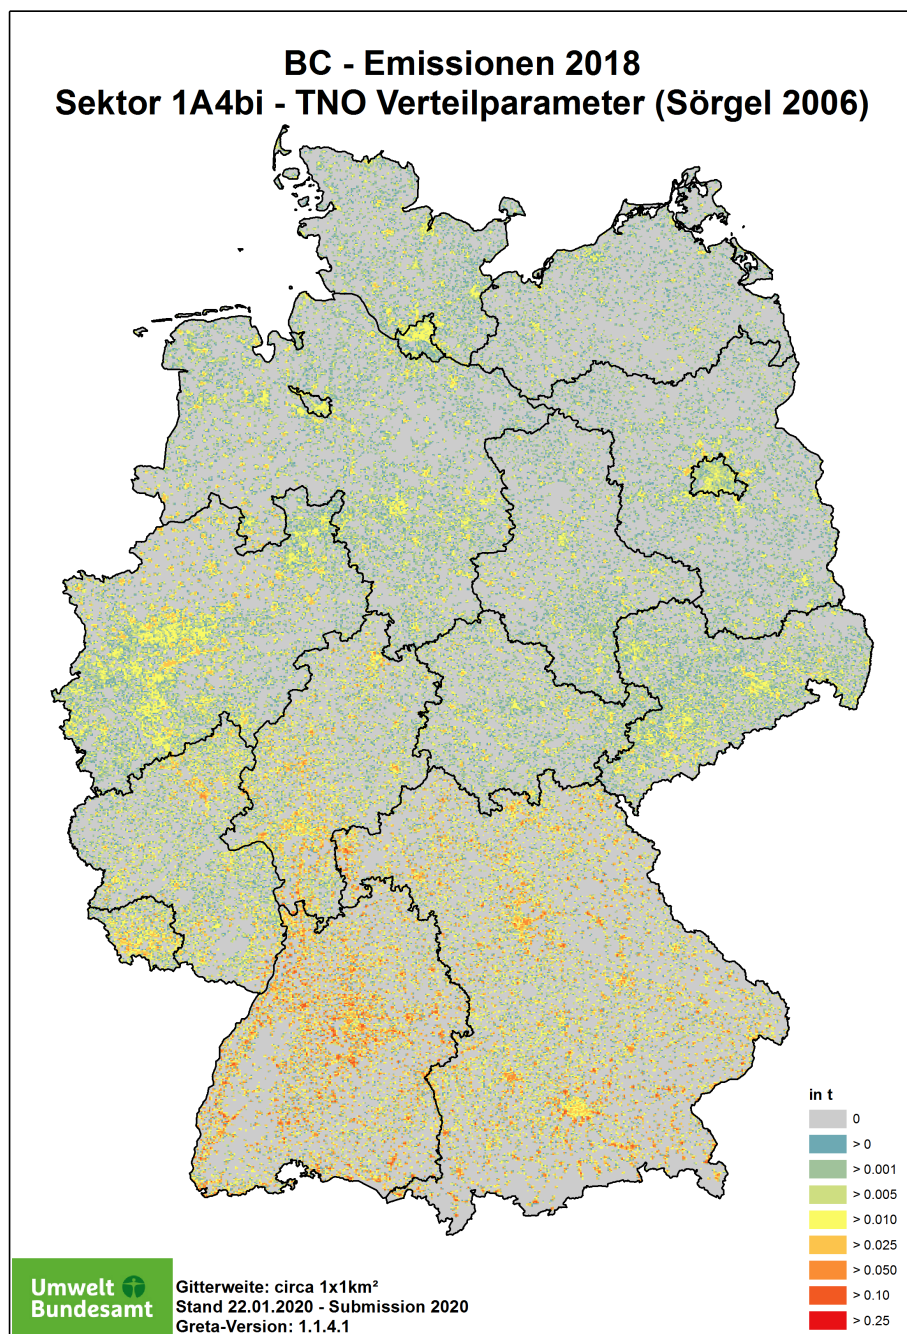 BC - Emissionen 2018
Sektor 1A4bi - TNO Verteilparameter (Sörgel 2006)
in t
0
> 0
> 0.001
> 0.005
> 0.010
> 0.025
> 0.050
> 0.10
> 0.25
Umwelt
Bundesamt
Gitterweite: circa 1x1km²
Stand 22.01.2020 - Submission 2020
Greta-Version: 1.1.4.1